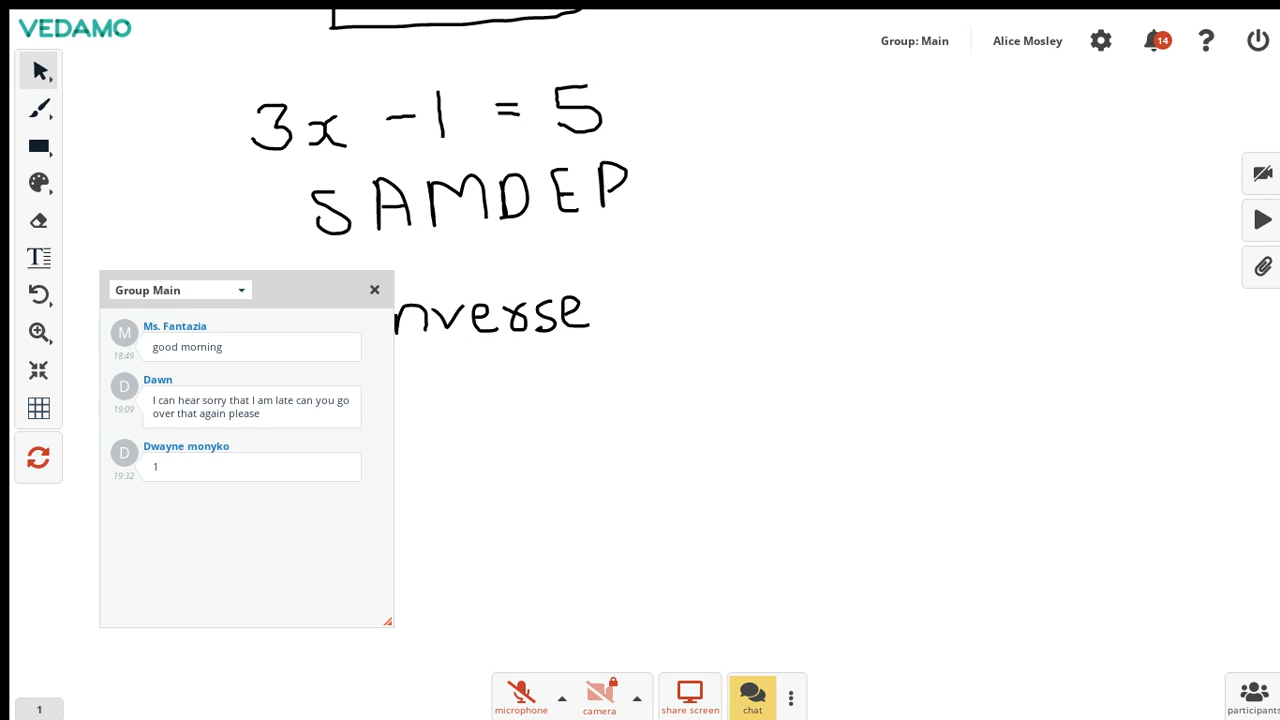 VEDAMO
Group: Main
Alice Mosley
14
3x - 1 = 5
SAMDEP
nverse
Group Main
M
Ms. Fantazia
good morning
18:49
D
Dawn
I can hear sorry that I am late can you go
over that again please
19:09
D
Dwayne monyko
1
19:32
T
?
1
microphone
camera
share screen
chat
participants